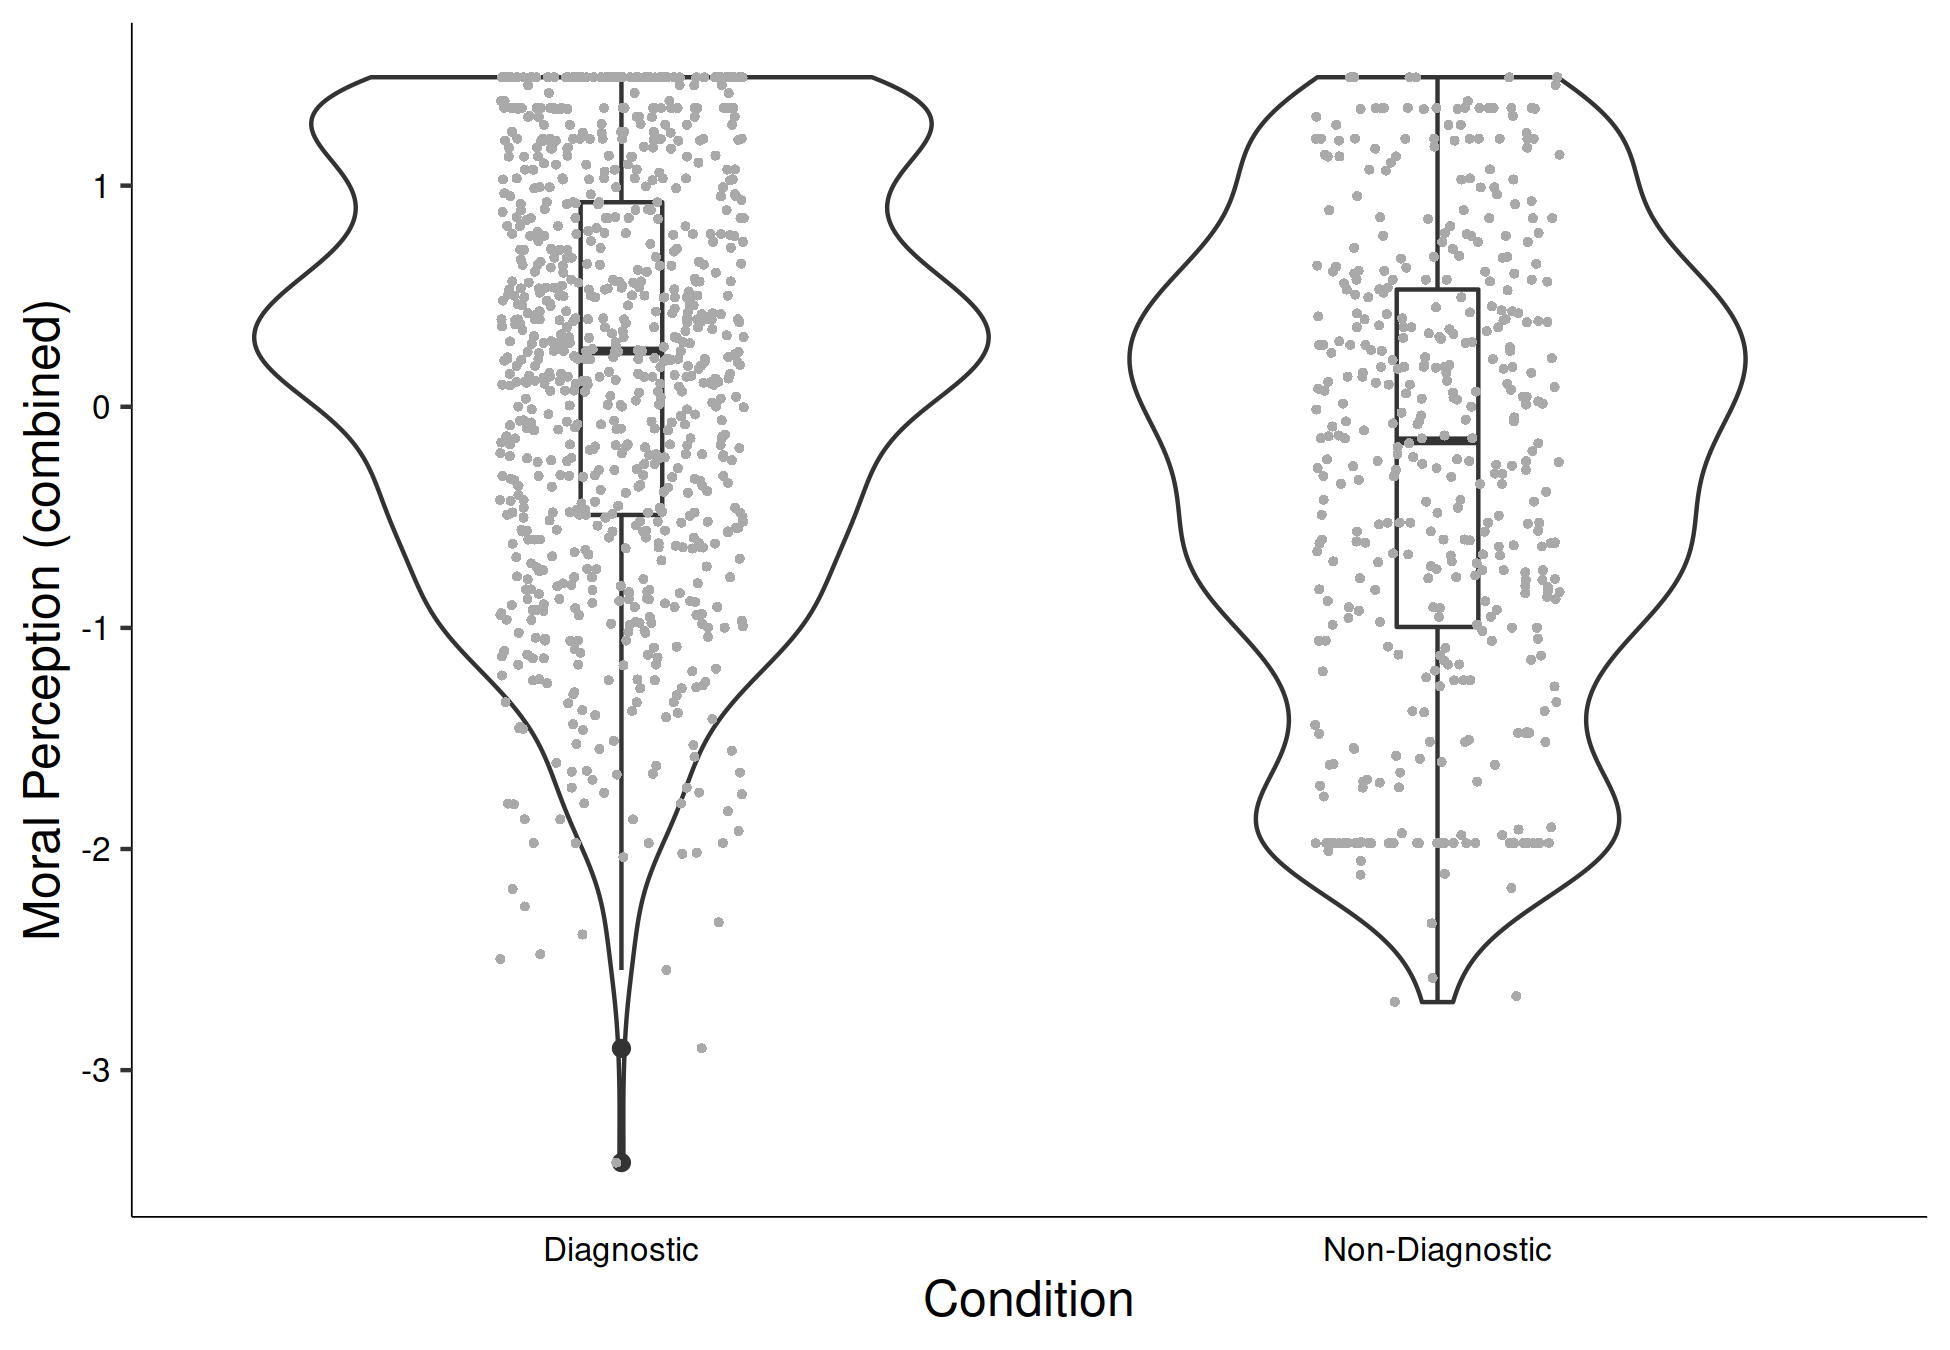 Moral Perception (combined)
1
0
-1
-2
-3
Diagnostic
Non-Diagnostic
Condition